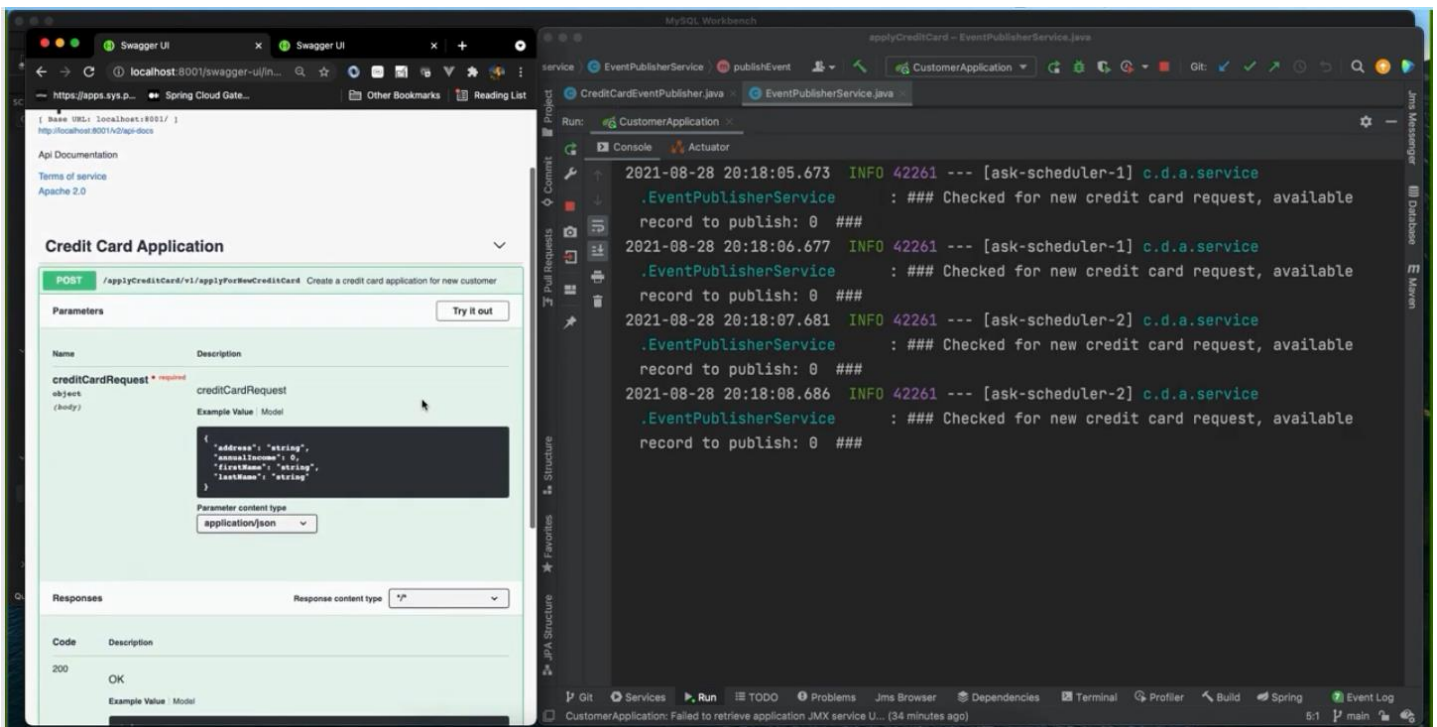 MySQL Workbench
Swagger UI
Swagger UI
localhost:8001/swagger-ui/in...
https://apps.sys.p...
Spring Cloud Gate...
Other Bookmarks
Reading List
[ Base URL: localhost:8001/ ]
http://localhost:8001/v2/api-docs
Api Documentation
Terms of service
Apache 2.0
Credit Card Application
POST /applyCreditCard/v1/applyForNewCreditCard Create a credit card application for new customer
Parameters
Try it out
Name Description
creditCardRequest * required
object
(body)
creditCardRequest
Example Value | Model
{
"address": "string",
"annualIncome": 0,
"firstName": "string",
"lastName": "string"
}
Parameter content type
application/json
Responses
Response content type */*
Code Description
200
OK
Example Value | Model
applyCreditCard – EventPublisherService.java
service
EventPublisherService
publishEvent
CustomerApplication
Git:
CreditCardEventPublisher.java
EventPublisherService.java
Run: CustomerApplication
Console
Actuator
2021-08-28 20:18:05.673 INFO 42261 --- [ask-scheduler-1] c.d.a.service
.EventPublisherService : ### Checked for new credit card request, available
record to publish: 0 ###
2021-08-28 20:18:06.677 INFO 42261 --- [ask-scheduler-1] c.d.a.service
.EventPublisherService : ### Checked for new credit card request, available
record to publish: 0 ###
2021-08-28 20:18:07.681 INFO 42261 --- [ask-scheduler-2] c.d.a.service
.EventPublisherService : ### Checked for new credit card request, available
record to publish: 0 ###
2021-08-28 20:18:08.686 INFO 42261 --- [ask-scheduler-2] c.d.a.service
.EventPublisherService : ### Checked for new credit card request, available
record to publish: 0 ###
Project
Commit
Pull Requests
Structure
Favorites
JPA Structure
Jms Messenger
Database
Maven
Git
Services
Run
TODO
Problems
Jms Browser
Dependencies
Terminal
Profiler
Build
Spring
Event Log
CustomerApplication: Failed to retrieve application JMX service U... (34 minutes ago)
5:1
main